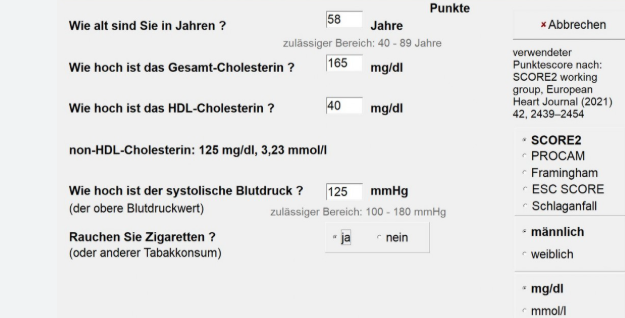 Punkte
Wie alt sind Sie in Jahren ?
58
Jahre
zulässiger Bereich: 40 - 89 Jahre
Wie hoch ist das Gesamt-Cholesterin ?
165
mg/dl
Wie hoch ist das HDL-Cholesterin ?
40
mg/dl
non-HDL-Cholesterin: 125 mg/dl, 3,23 mmol/l
Wie hoch ist der systolische Blutdruck ?
125
mmHg
(der obere Blutdruckwert)
zulässiger Bereich: 100 - 180 mmHg
Rauchen Sie Zigaretten ?
ja
nein
(oder anderer Tabakkonsum)
Abbrechen
verwendeter
Punktescore nach:
SCORE2 working
group, European
Heart Journal (2021)
42, 2439–2454
SCORE2
PROCAM
Framingham
ESC SCORE
Schlaganfall
männlich
weiblich
mg/dl
mmol/l